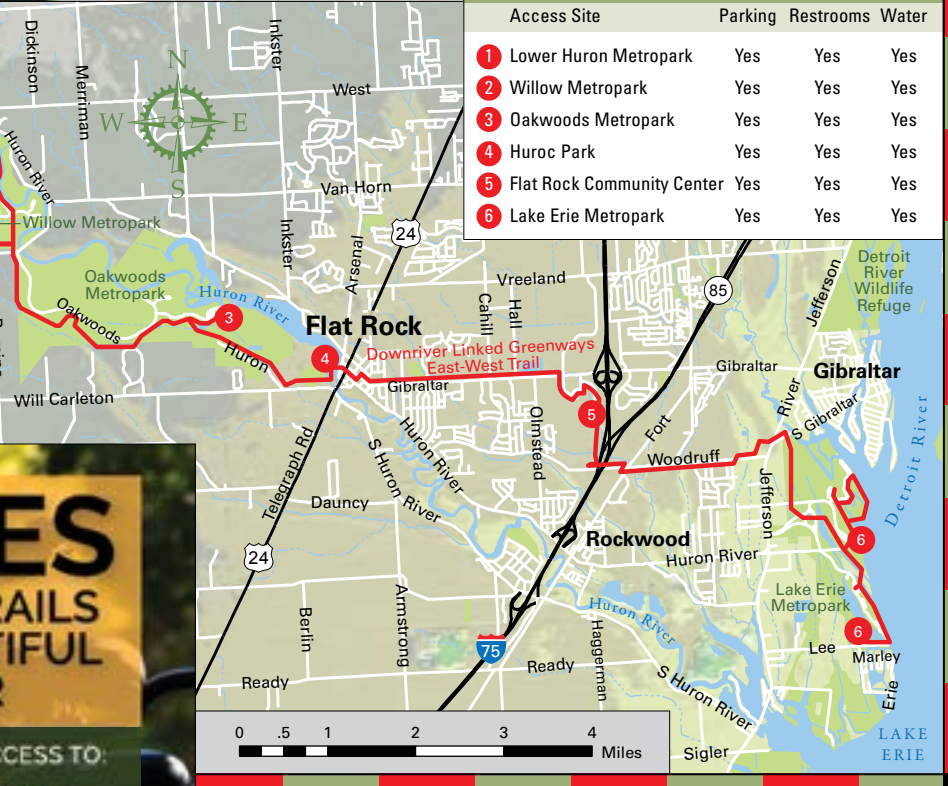 Access Site Parking Restrooms Water
1 Lower Huron Metropark Yes Yes Yes
2 Willow Metropark Yes Yes Yes
3 Oakwoods Metropark Yes Yes Yes
4 Huroc Park Yes Yes Yes
5 Flat Rock Community Center Yes Yes Yes
6 Lake Erie Metropark Yes Yes Yes
Dickinson
Merriman
Inkster
West
N
W E
S
Huron River
Van Horn
Willow Metropark
Inkster
Arsenal
24
Oakwoods
Metropark
Huron River
Vreeland
85
Jefferson
Detroit
River
Wildlife
Refuge
Oakwoods
3
Cahill
Hall
Flat Rock
Huron
4
Downriver Linked Greenways
East-West Trail
Gibraltar
Gibraltar
Gibraltar
River
S Gibraltar
Will Carleton
5
Olmstead
Fort
Huron River
S Huron River
Woodruff
Detroit River
Telegraph Rd
Jefferson
Dauncy
6
Rockwood
Huron River
24
Lake Erie
Metropark
Berlin
Armstrong
Huron River
Haggerman
6
75
Lee
Marley
Ready
Ready
S Huron River
Erie
LAKE
ERIE
Sigler
0 .5 1 2 3 4
Miles
ES
RAILS
TIFUL
R
CCESS TO: